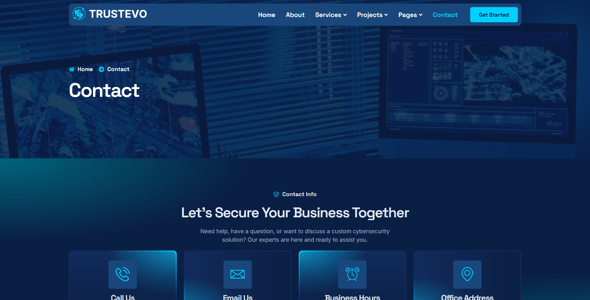 TRUSTEVO
Home About Services Projects Pages Contact Get Started
Home Contact
Contact
Contact Info
Let's Secure Your Business Together
Need help, have a question, or want to discuss a custom cybersecurity
solution? Our experts are here and ready to assist you.
Call Us Email Us Business Hours Office Address